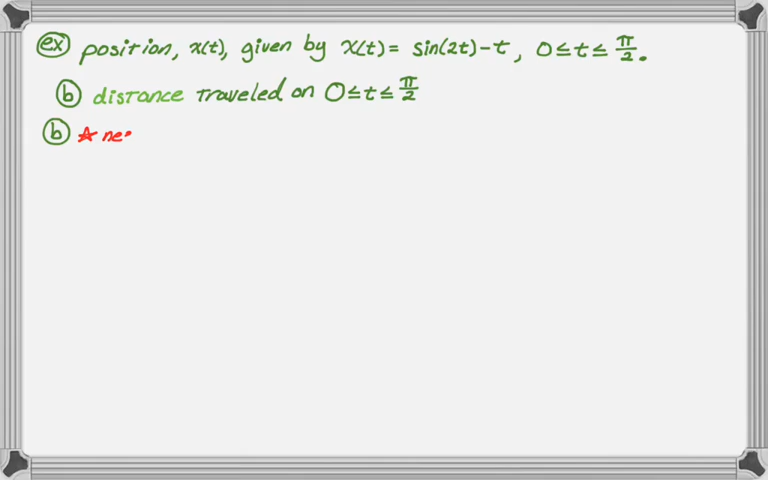 ex position, x(t), given by x(t) = sin(2t) - t, 0 ≤ t ≤ π/2.
b distance traveled on 0 ≤ t ≤ π/2
b ☆